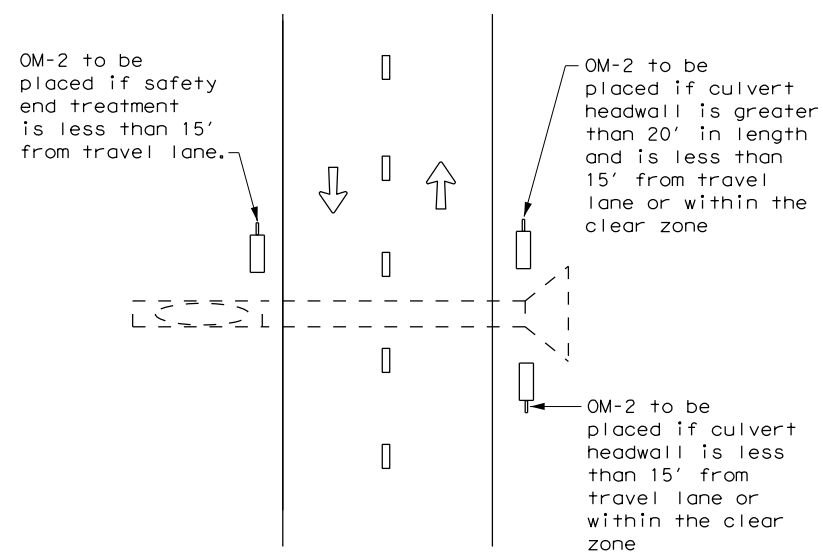 OM-2 to be
placed if safety
end treatment
is less than 15'
from travel lane.
OM-2 to be
placed if culvert
headwall is greater
than 20' in length
and is less than
15' from travel
lane or within the
clear zone
OM-2 to be
placed if culvert
headwall is less
than 15' from
travel lane or
within the clear
zone